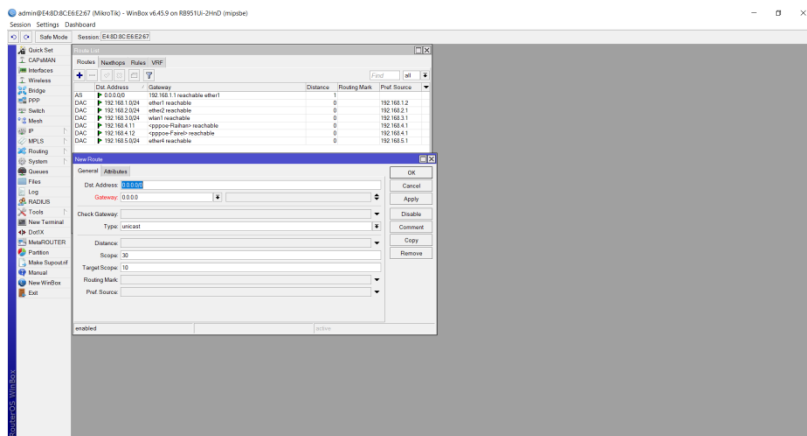 admin@E4:8D:8C:E6:E2:67 (MikroTik) - WinBox v6.45.9 on RB951Ui-2HnD (mipsbe)
Session Settings Dashboard
Safe Mode Session: E4:8D:8C:E6:E2:67
Quick Set
CAPsMAN
Interfaces
Wireless
Bridge
PPP
Switch
Mesh
IP
MPLS
Routing
System
Queues
Files
Log
RADIUS
Tools
New Terminal
Dot1X
MetaROUTER
Partition
Make Supout.rif
Manual
New WinBox
Exit
RouterOS WinBox
Route List
Routes Nexthops Rules VRF
Find all
Dst. Address Gateway Distance Routing Mark Pref. Source
AS 0.0.0.0/0 192.168.1.1 reachable ether1 1
DAC 192.168.1.0/24 ether1 reachable 0 192.168.1.2
DAC 192.168.2.0/24 ether2 reachable 0 192.168.2.1
DAC 192.168.3.0/24 wlan1 reachable 0 192.168.3.1
DAC 192.168.4.11 <pppoe-Raihan> reachable 0 192.168.4.1
DAC 192.168.4.12 <pppoe-Fairel> reachable 0 192.168.4.1
DAC 192.168.5.0/24 ether4 reachable 0 192.168.5.1
New Route
General Attributes
Dst. Address: 0.0.0.0/0
Gateway: 0.0.0.0
Check Gateway:
Type: unicast
Distance:
Scope: 30
Target Scope: 10
Routing Mark:
Pref. Source:
OK
Cancel
Apply
Disable
Comment
Copy
Remove
enabled active